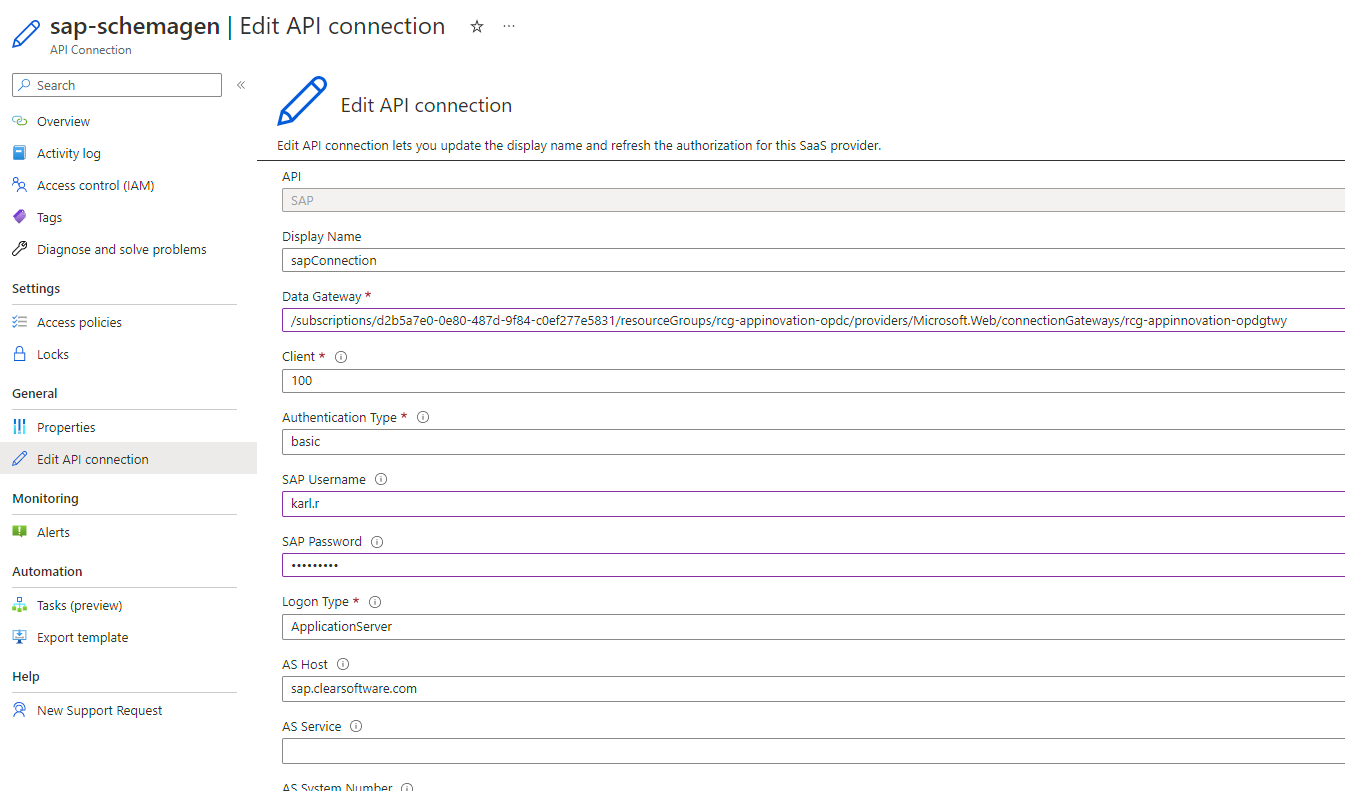 sap-schemagen | Edit API connection ☆ ···
API Connection
Search «
Overview
Activity log
Access control (IAM)
Tags
Diagnose and solve problems
Settings
Access policies
Locks
General
Properties
Edit API connection
Monitoring
Alerts
Automation
Tasks (preview)
Export template
Help
New Support Request
Edit API connection
Edit API connection lets you update the display name and refresh the authorization for this SaaS provider.
API
SAP
Display Name
sapConnection
Data Gateway *
/subscriptions/d2b5a7e0-0e80-487d-9f84-c0ef277e5831/resourceGroups/rcg-appinovation-opdc/providers/Microsoft.Web/connectionGateways/rcg-appinnovation-opdgtwy
Client *
100
Authentication Type *
basic
SAP Username
karl.r
SAP Password
•••••••••
Logon Type *
ApplicationServer
AS Host
sap.clearsoftware.com
AS Service
AS System Number